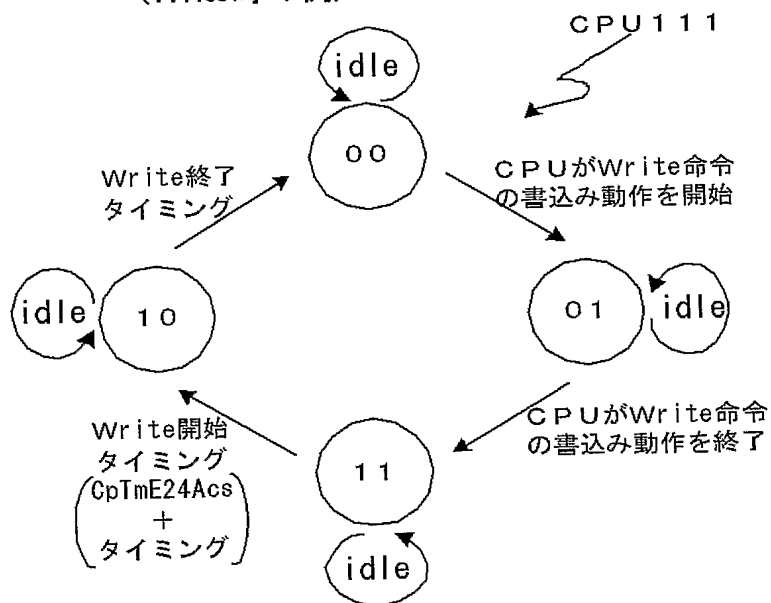 CPU111
idle
00
Write終了
タイミング
CPUがWrite命令
の書込み動作を開始
idle
10
01
idle
Write開始
タイミング
(CpTmE24Acs
+
タイミング)
11
CPUがWrite命令
の書込み動作を終了
idle